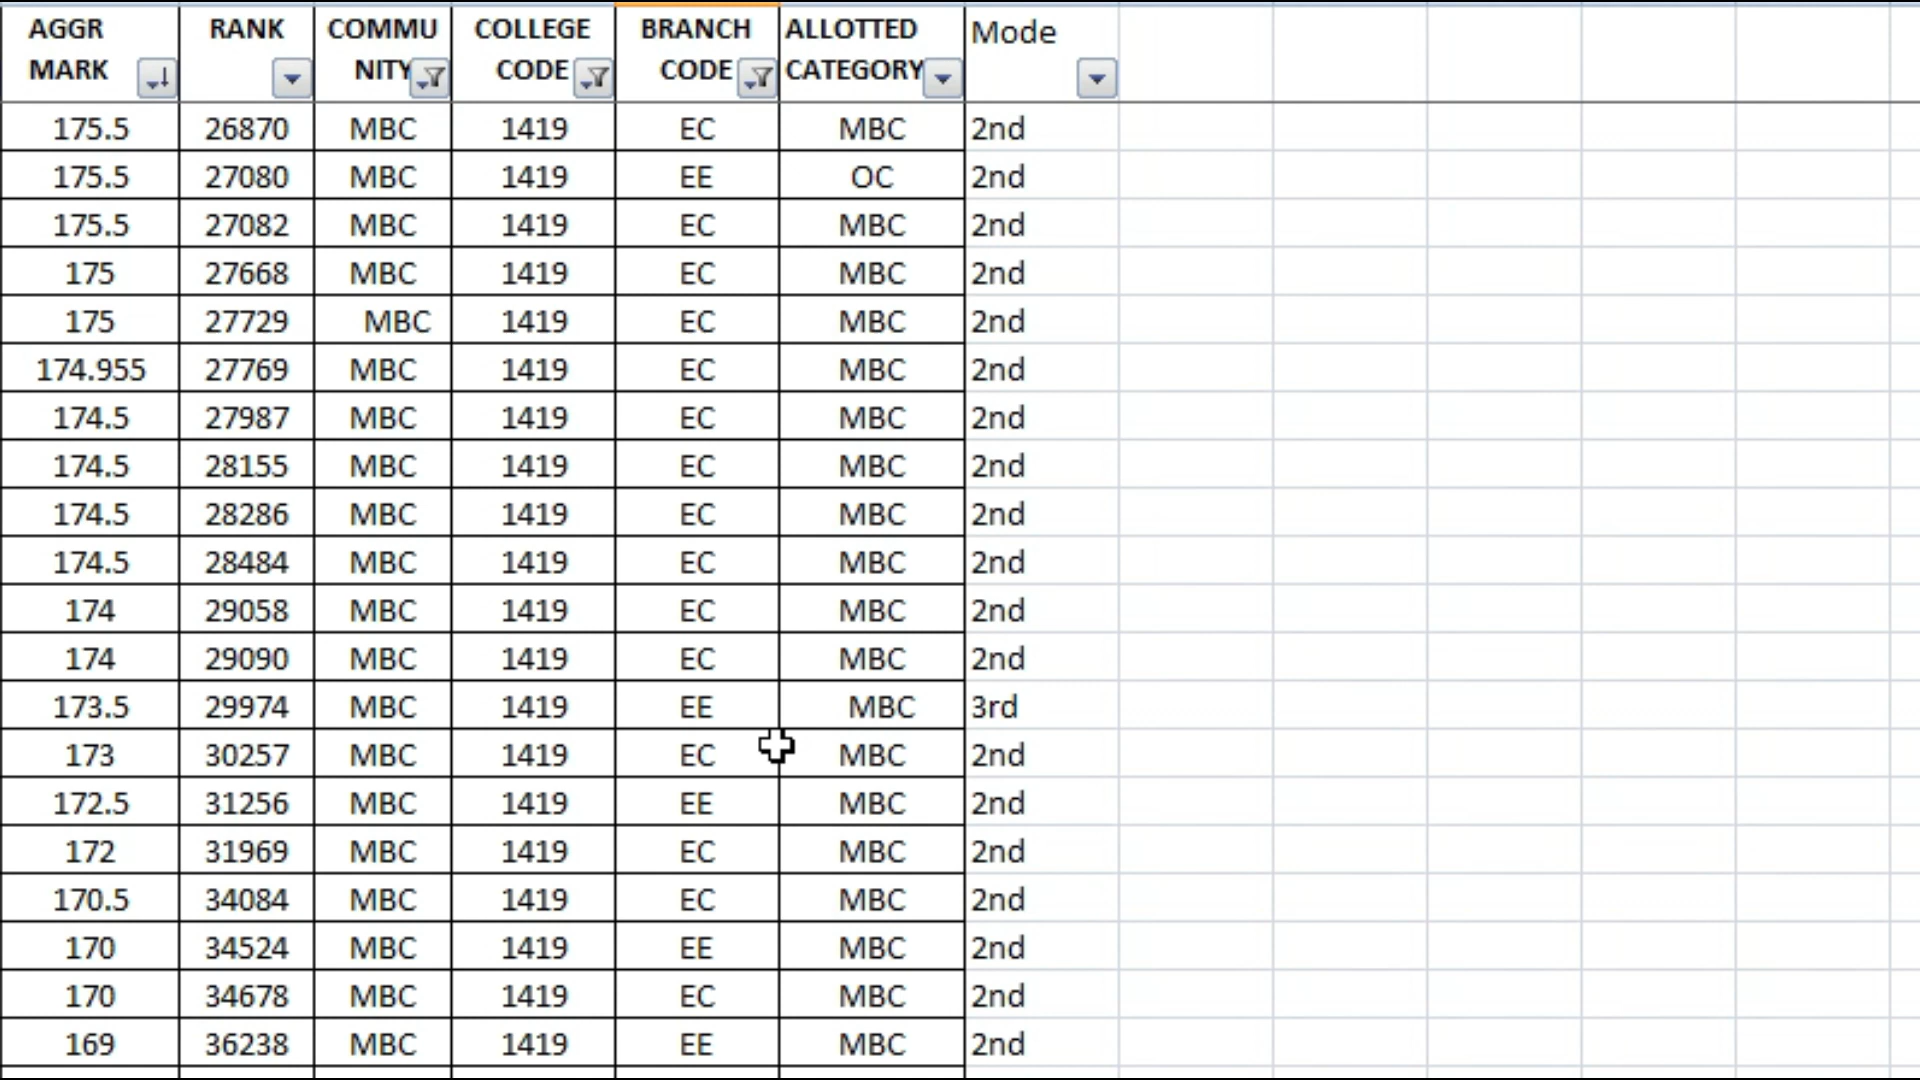 AGGR MARK RANK COMMU NITY COLLEGE CODE BRANCH CODE ALLOTTED CATEGORY Mode
175.5 26870 MBC 1419 EC MBC 2nd
175.5 27080 MBC 1419 EE OC 2nd
175.5 27082 MBC 1419 EC MBC 2nd
175 27668 MBC 1419 EC MBC 2nd
175 27729 MBC 1419 EC MBC 2nd
174.955 27769 MBC 1419 EC MBC 2nd
174.5 27987 MBC 1419 EC MBC 2nd
174.5 28155 MBC 1419 EC MBC 2nd
174.5 28286 MBC 1419 EC MBC 2nd
174.5 28484 MBC 1419 EC MBC 2nd
174 29058 MBC 1419 EC MBC 2nd
174 29090 MBC 1419 EC MBC 2nd
173.5 29974 MBC 1419 EE MBC 3rd
173 30257 MBC 1419 EC MBC 2nd
172.5 31256 MBC 1419 EE MBC 2nd
172 31969 MBC 1419 EC MBC 2nd
170.5 34084 MBC 1419 EC MBC 2nd
170 34524 MBC 1419 EE MBC 2nd
170 34678 MBC 1419 EC MBC 2nd
169 36238 MBC 1419 EE MBC 2nd